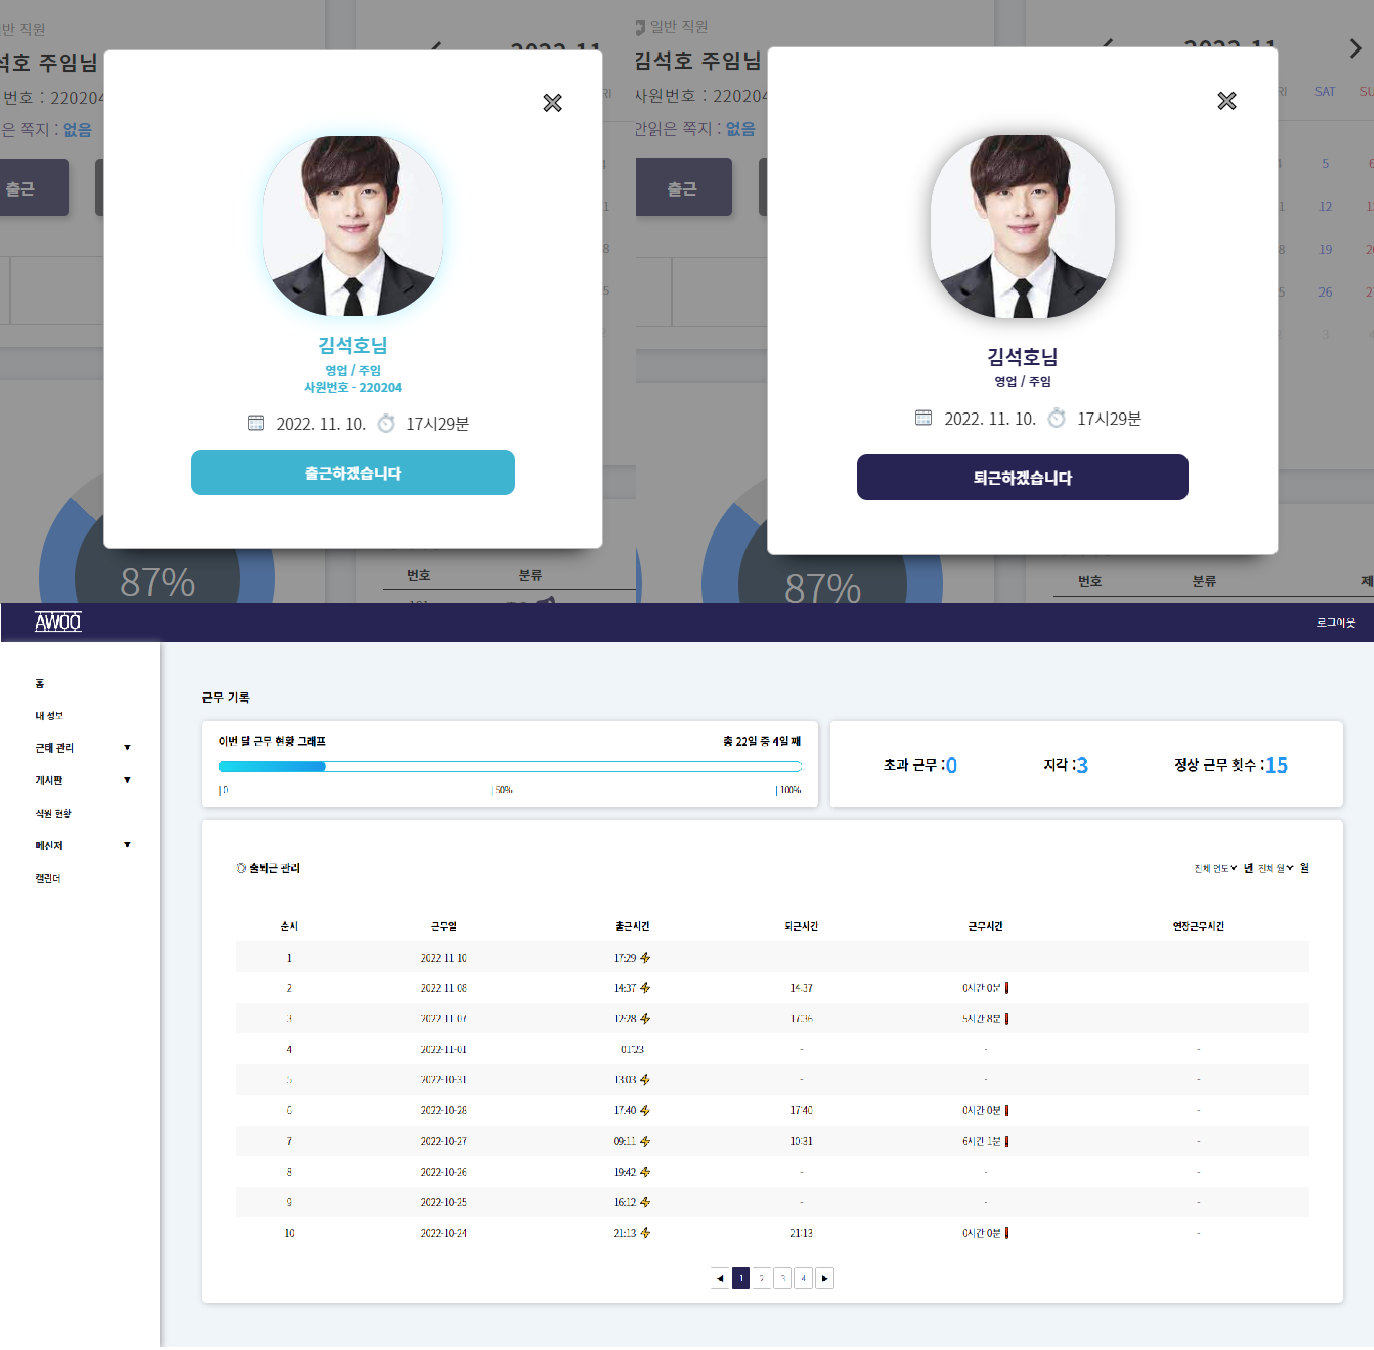 반 직원
석호 주임님
번호 : 220204
은 쪽지 : 없음
출근
2022.11
김석호님
영업 / 주임
사원번호 - 220204
2022. 11. 10. 17시29분
출근하겠습니다
87%
번호 분류
일반 직원
김석호 주임님
사원번호 : 22020
안읽은 쪽지 : 없음
출근
2022.11
SAT SU
5 6
12
19
26
3 4
김석호님
영업 / 주임
2022. 11. 10. 17시29분
퇴근하겠습니다
87%
번호 분류 제
AWOO 로그아웃
홈
내 정보
근태 관리 ▼
게시판 ▼
직원 현황
메신저 ▼
캘린더
근무 기록
이번 달 근무 현황 그래프 총 22일 중 4일 째
| 0 | 50% | 100%
초과 근무 :0 지각 :3 정상 근무 횟수 :15
◎ 출퇴근 관리 전체 연도 년 전체 월 월
순서 근무일 출근시간 퇴근시간 근무시간 연장근무시간
1 2022-11-10 17:29
2 2022-11-08 14:37 14:37 0시간 0분
3 2022-11-07 12:28 17:36 5시간 8분
4 2022-11-01 01:23 - - -
5 2022-10-31 13:03 - - -
6 2022-10-28 17:40 17:40 0시간 0분 -
7 2022-10-27 09:11 10:31 6시간 1분 -
8 2022-10-26 19:42 - - -
9 2022-10-25 16:12 - - -
10 2022-10-24 21:13 21:13 0시간 0분 -
◀ 1 2 3 4 ▶